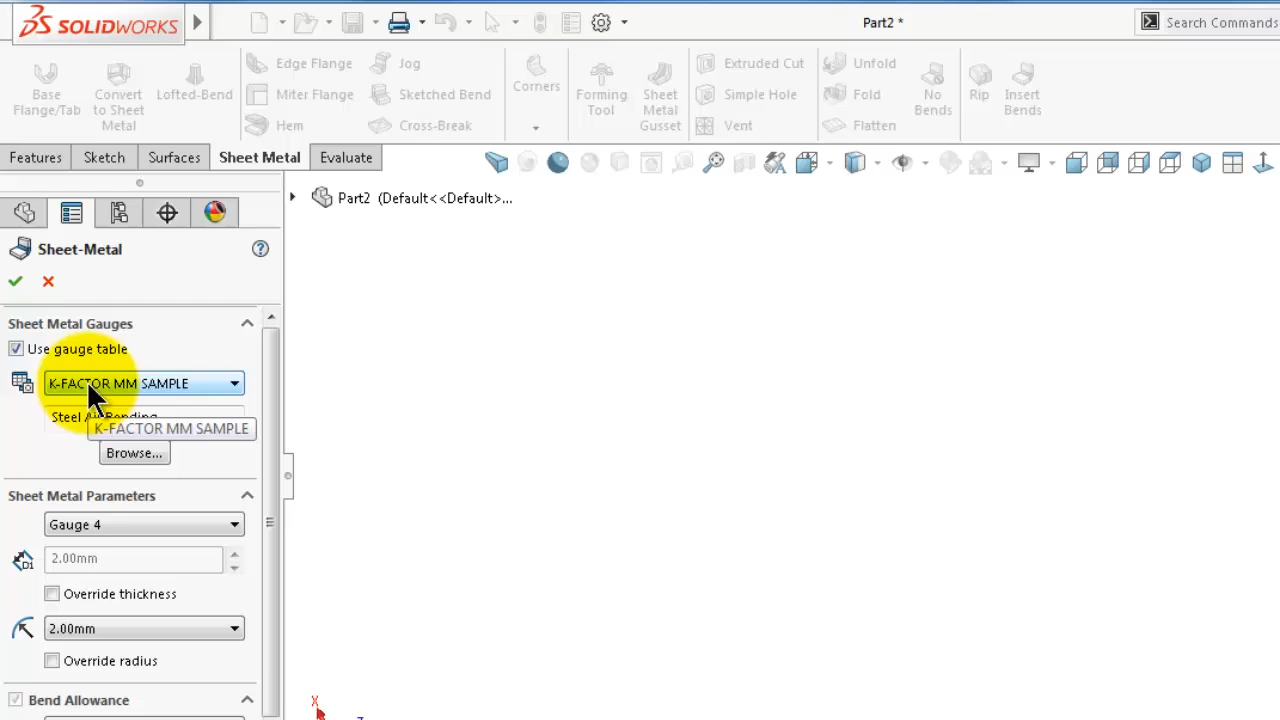 SOLIDWORKS
Part2 *
Search Commands
Base Flange/Tab
Convert to Sheet Metal
Lofted-Bend
Edge Flange
Miter Flange
Hem
Jog
Sketched Bend
Cross-Break
Corners
Forming Tool
Sheet Metal Gusset
Extruded Cut
Simple Hole
Vent
Unfold
Fold
Flatten
No Bends
Rip
Insert Bends
Features
Sketch
Surfaces
Sheet Metal
Evaluate
Part2 (Default<<Default>...
Sheet-Metal
Sheet Metal Gauges
Use gauge table
K-FACTOR MM SAMPLE
Steel Air Bending
K-FACTOR MM SAMPLE
Browse...
Sheet Metal Parameters
Gauge 4
2.00mm
Override thickness
2.00mm
Override radius
Bend Allowance
X